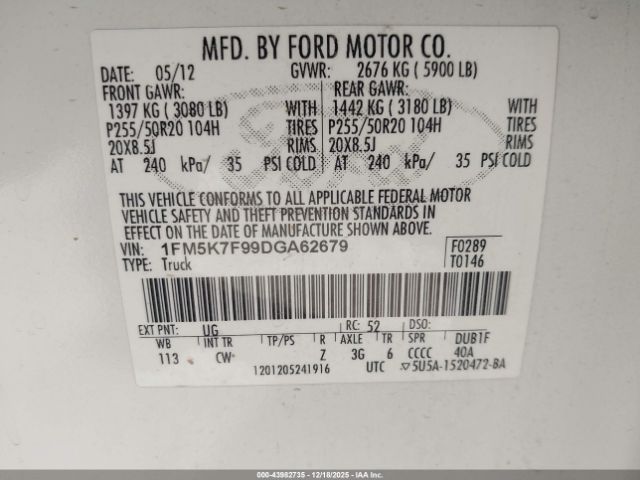 MFD. BY FORD MOTOR CO.
DATE: 05/12 GVWR: 2676 KG ( 5900 LB)
FRONT GAWR: REAR GAWR:
1397 KG ( 3080 LB) WITH 1442 KG ( 3180 LB) WITH
P255/50R20 104H TIRES P255/50R20 104H TIRES
20X8.5J RIMS 20X8.5J RIMS
AT 240 kPa/ 35 PSI COLD AT 240 kPa/ 35 PSI COLD
THIS VEHICLE CONFORMS TO ALL APPLICABLE FEDERAL MOTOR
VEHICLE SAFETY AND THEFT PREVENTION STANDARDS IN
EFFECT ON THE DATE OF MANUFACTURE SHOWN ABOVE.
VIN: 1FM5K7F99DGA62679 F0289
TYPE: Truck T0146
EXT PNT: UG RC: 52 DSO:
WB INT TR TP/PS R AXLE TR SPR DUB1F
113 CW Z 3G 6 CCCC 40A
1201205241916 UTC 5U5A-1520472-BA
000-43982735 - 12/18/2025 - IAA Inc.